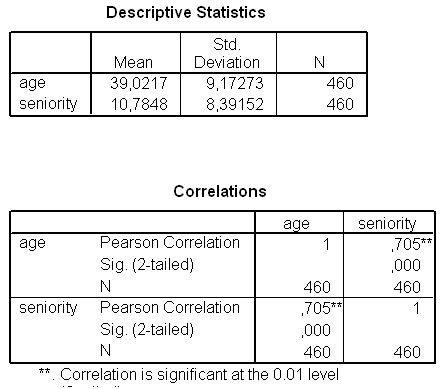 Descriptive Statistics
Std.
Mean Deviation N
age 39,0217 9,17273 460
seniority 10,7848 8,39152 460
Correlations
age seniority
age Pearson Correlation 1 ,705**
Sig. (2-tailed) ,000
N 460 460
seniority Pearson Correlation ,705** 1
Sig. (2-tailed) ,000
N 460 460
**. Correlation is significant at the 0.01 level